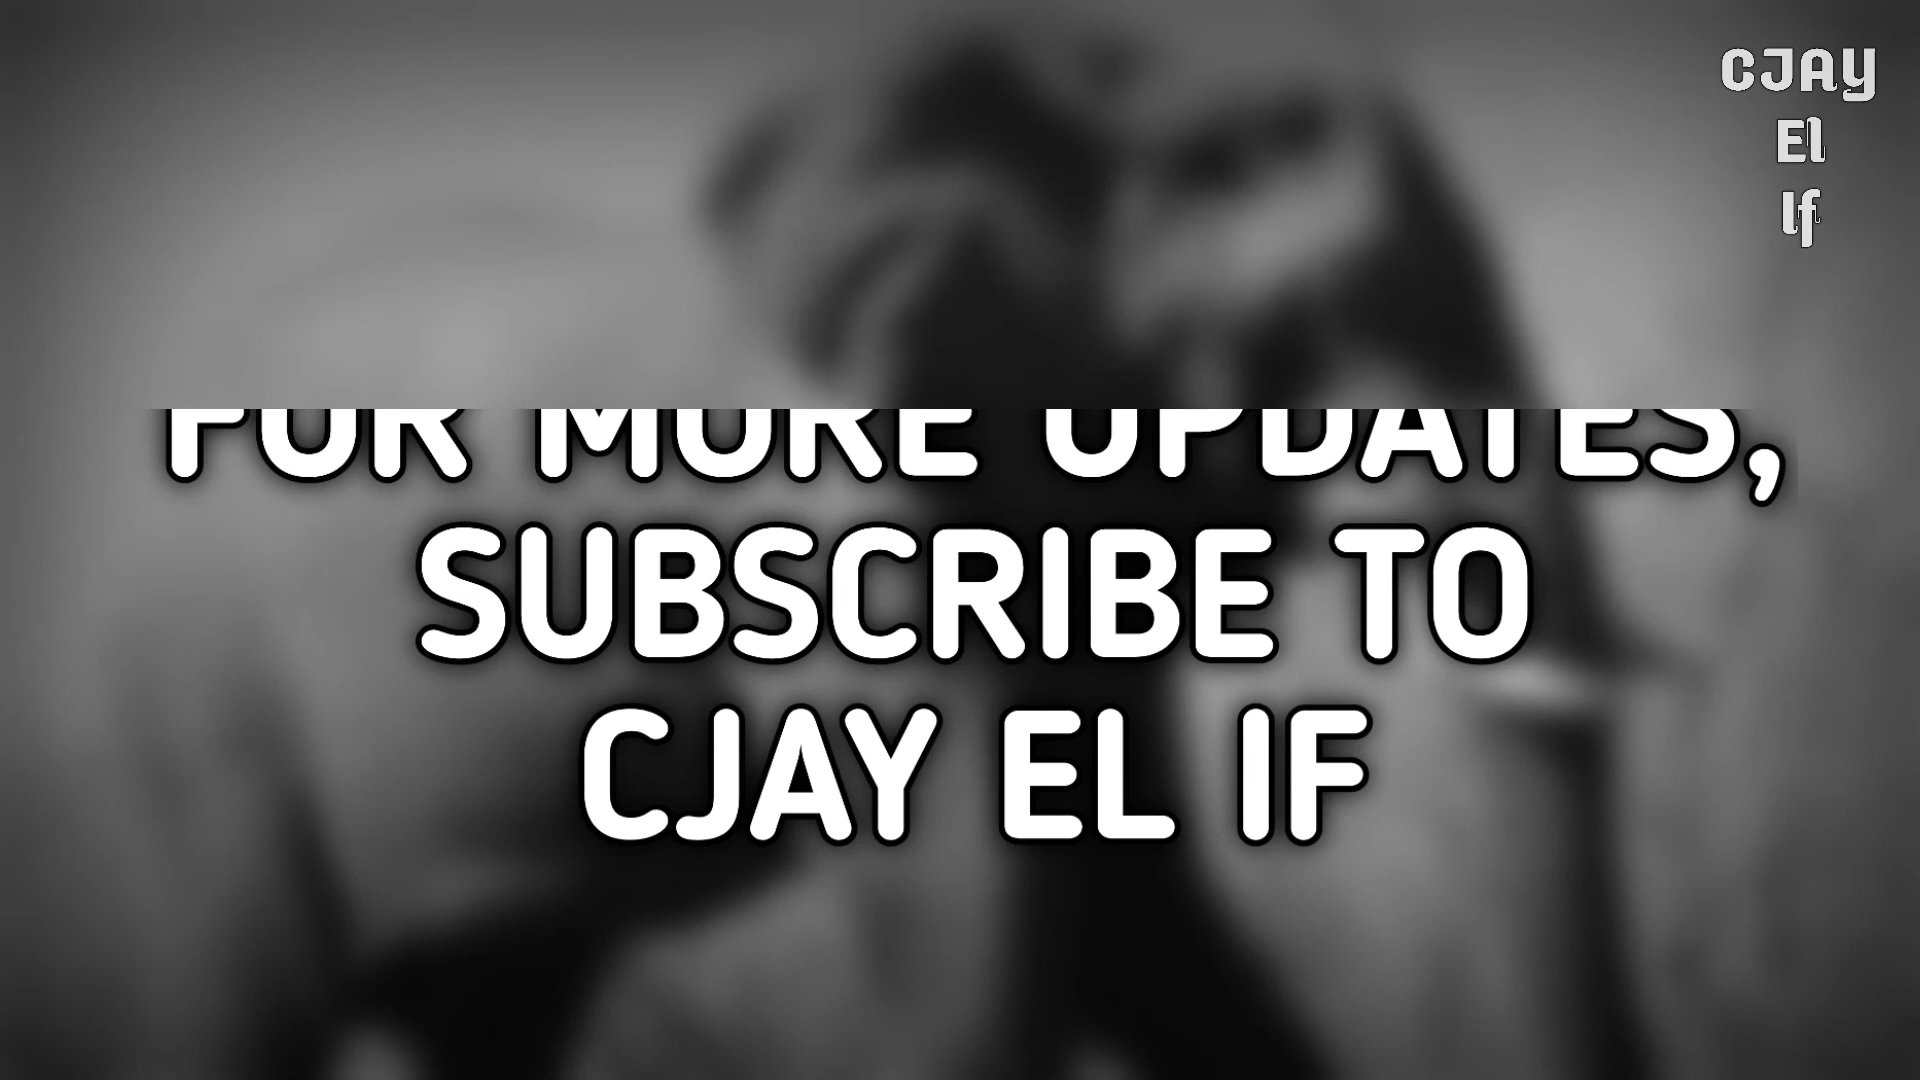 CJAY
El
If
FOR MORE UPDATES,
SUBSCRIBE TO
CJAY EL IF